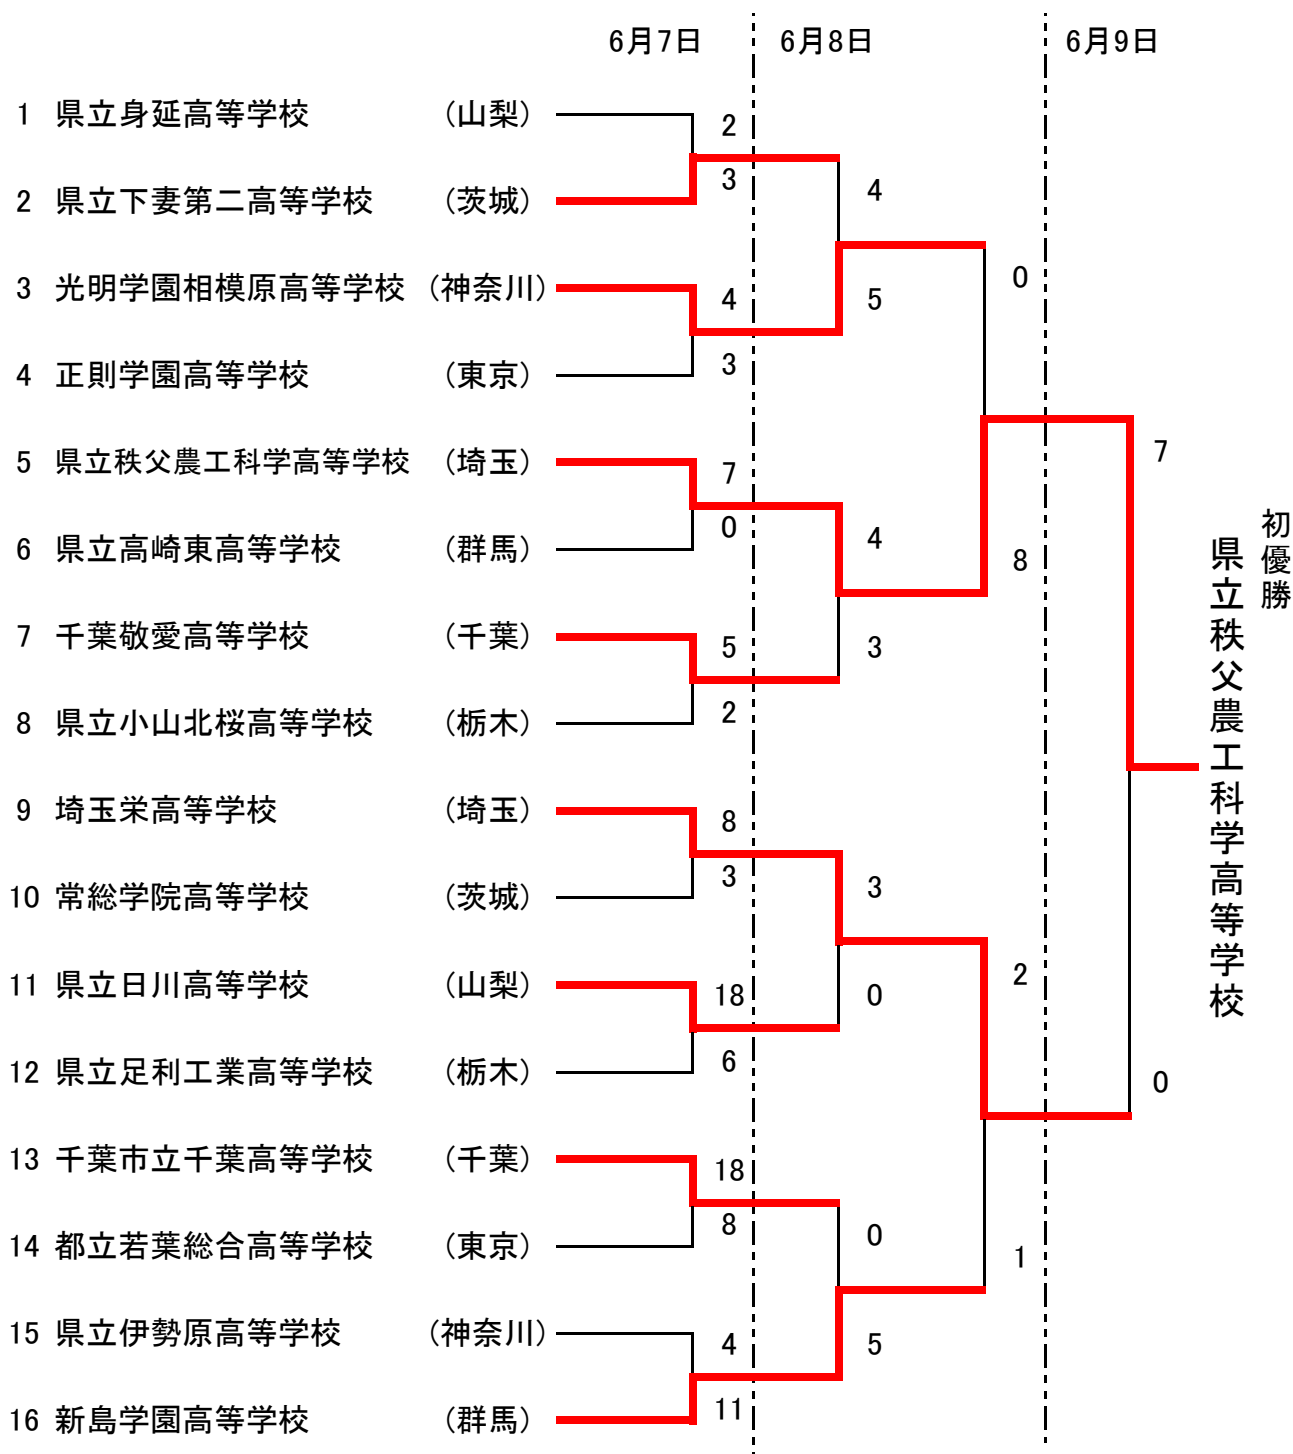 6月7日 6月8日 6月9日
1 県立身延高等学校 (山梨)
2
2 県立下妻第二高等学校 (茨城)
3
4
3 光明学園相模原高等学校 (神奈川)
4
5
0
4 正則学園高等学校 (東京)
3
5 県立秩父農工科学高等学校 (埼玉)
7
7
6 県立高崎東高等学校 (群馬)
0
4
8
7 千葉敬愛高等学校 (千葉)
5
3
8 県立小山北桜高等学校 (栃木)
2
初優勝
県立秩父農工科学高等学校
9 埼玉栄高等学校 (埼玉)
8
10 常総学院高等学校 (茨城)
3
3
11 県立日川高等学校 (山梨)
18
0
2
12 県立足利工業高等学校 (栃木)
6
0
13 千葉市立千葉高等学校 (千葉)
18
14 都立若葉総合高等学校 (東京)
8
0
1
15 県立伊勢原高等学校 (神奈川)
4
5
16 新島学園高等学校 (群馬)
11